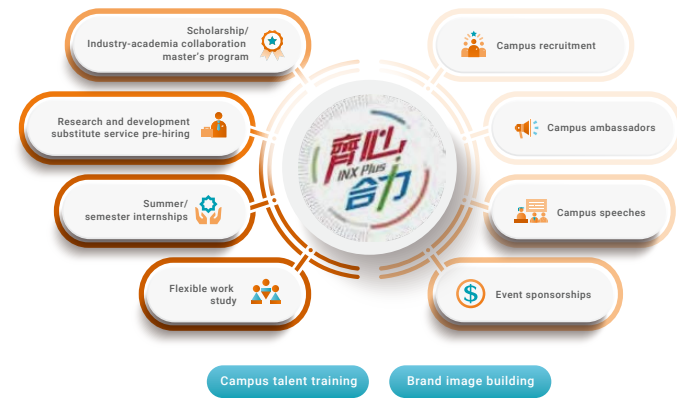 Scholarship/
Industry-academia collaboration
master's program
Research and development
substitute service pre-hiring
Summer/
semester internships
Flexible work
study
齊心
INX Plus
合力
Campus recruitment
Campus ambassadors
Campus speeches
$
Event sponsorships
Campus talent training
Brand image building